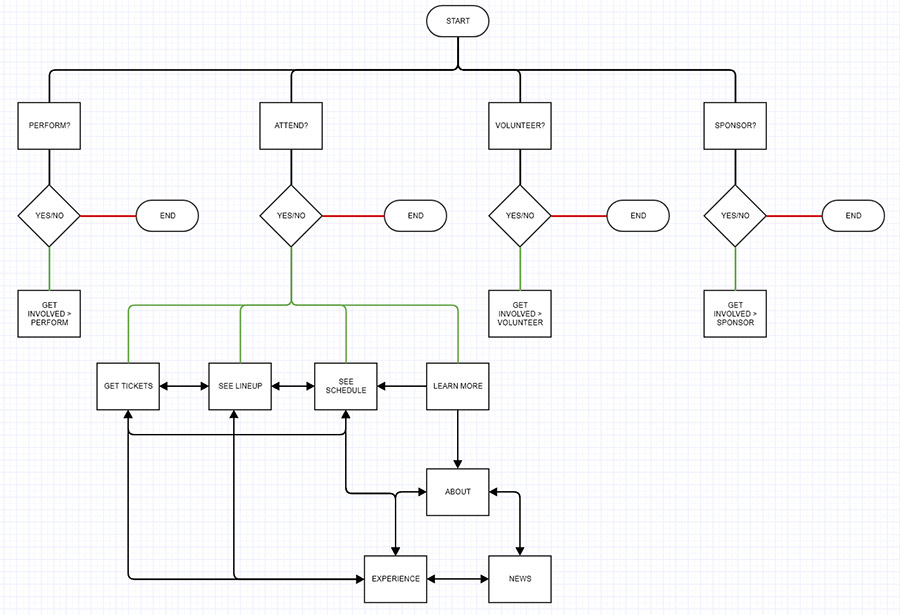 START
PERFORM?
ATTEND?
VOLUNTEER?
SPONSOR?
YES/NO
END
YES/NO
END
YES/NO
END
YES/NO
END
GET
INVOLVED >
PERFORM
GET
INVOLVED >
VOLUNTEER
GET
INVOLVED >
SPONSOR
GET TICKETS
SEE LINEUP
SEE
SCHEDULE
LEARN MORE
ABOUT
EXPERIENCE
NEWS